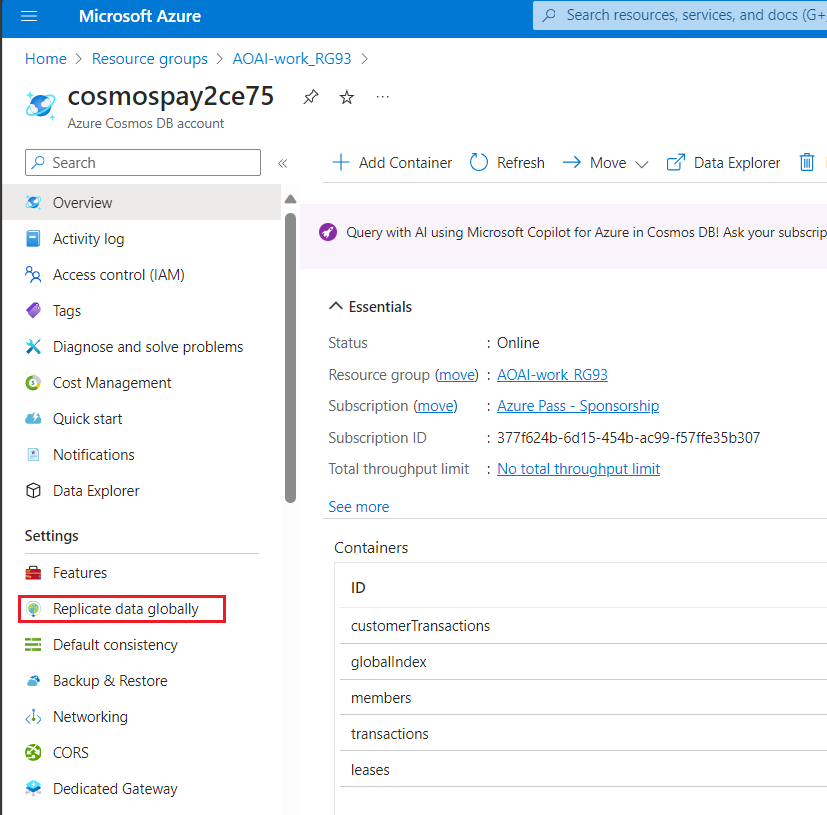 Microsoft Azure
Search resources, services, and docs (G+
Home > Resource groups > AOAI-work_RG93 >
cosmospay2ce75
Azure Cosmos DB account
Search
Overview
Activity log
Access control (IAM)
Tags
Diagnose and solve problems
Cost Management
Quick start
Notifications
Data Explorer
Settings
Features
Replicate data globally
Default consistency
Backup & Restore
Networking
CORS
Dedicated Gateway
Add Container Refresh Move Data Explorer
Query with AI using Microsoft Copilot for Azure in Cosmos DB! Ask your subscrip
Essentials
Status : Online
Resource group (move) : AOAI-work_RG93
Subscription (move) : Azure Pass - Sponsorship
Subscription ID : 377f624b-6d15-454b-ac99-f57ffe35b307
Total throughput limit : No total throughput limit
See more
Containers
ID
customerTransactions
globalIndex
members
transactions
leases